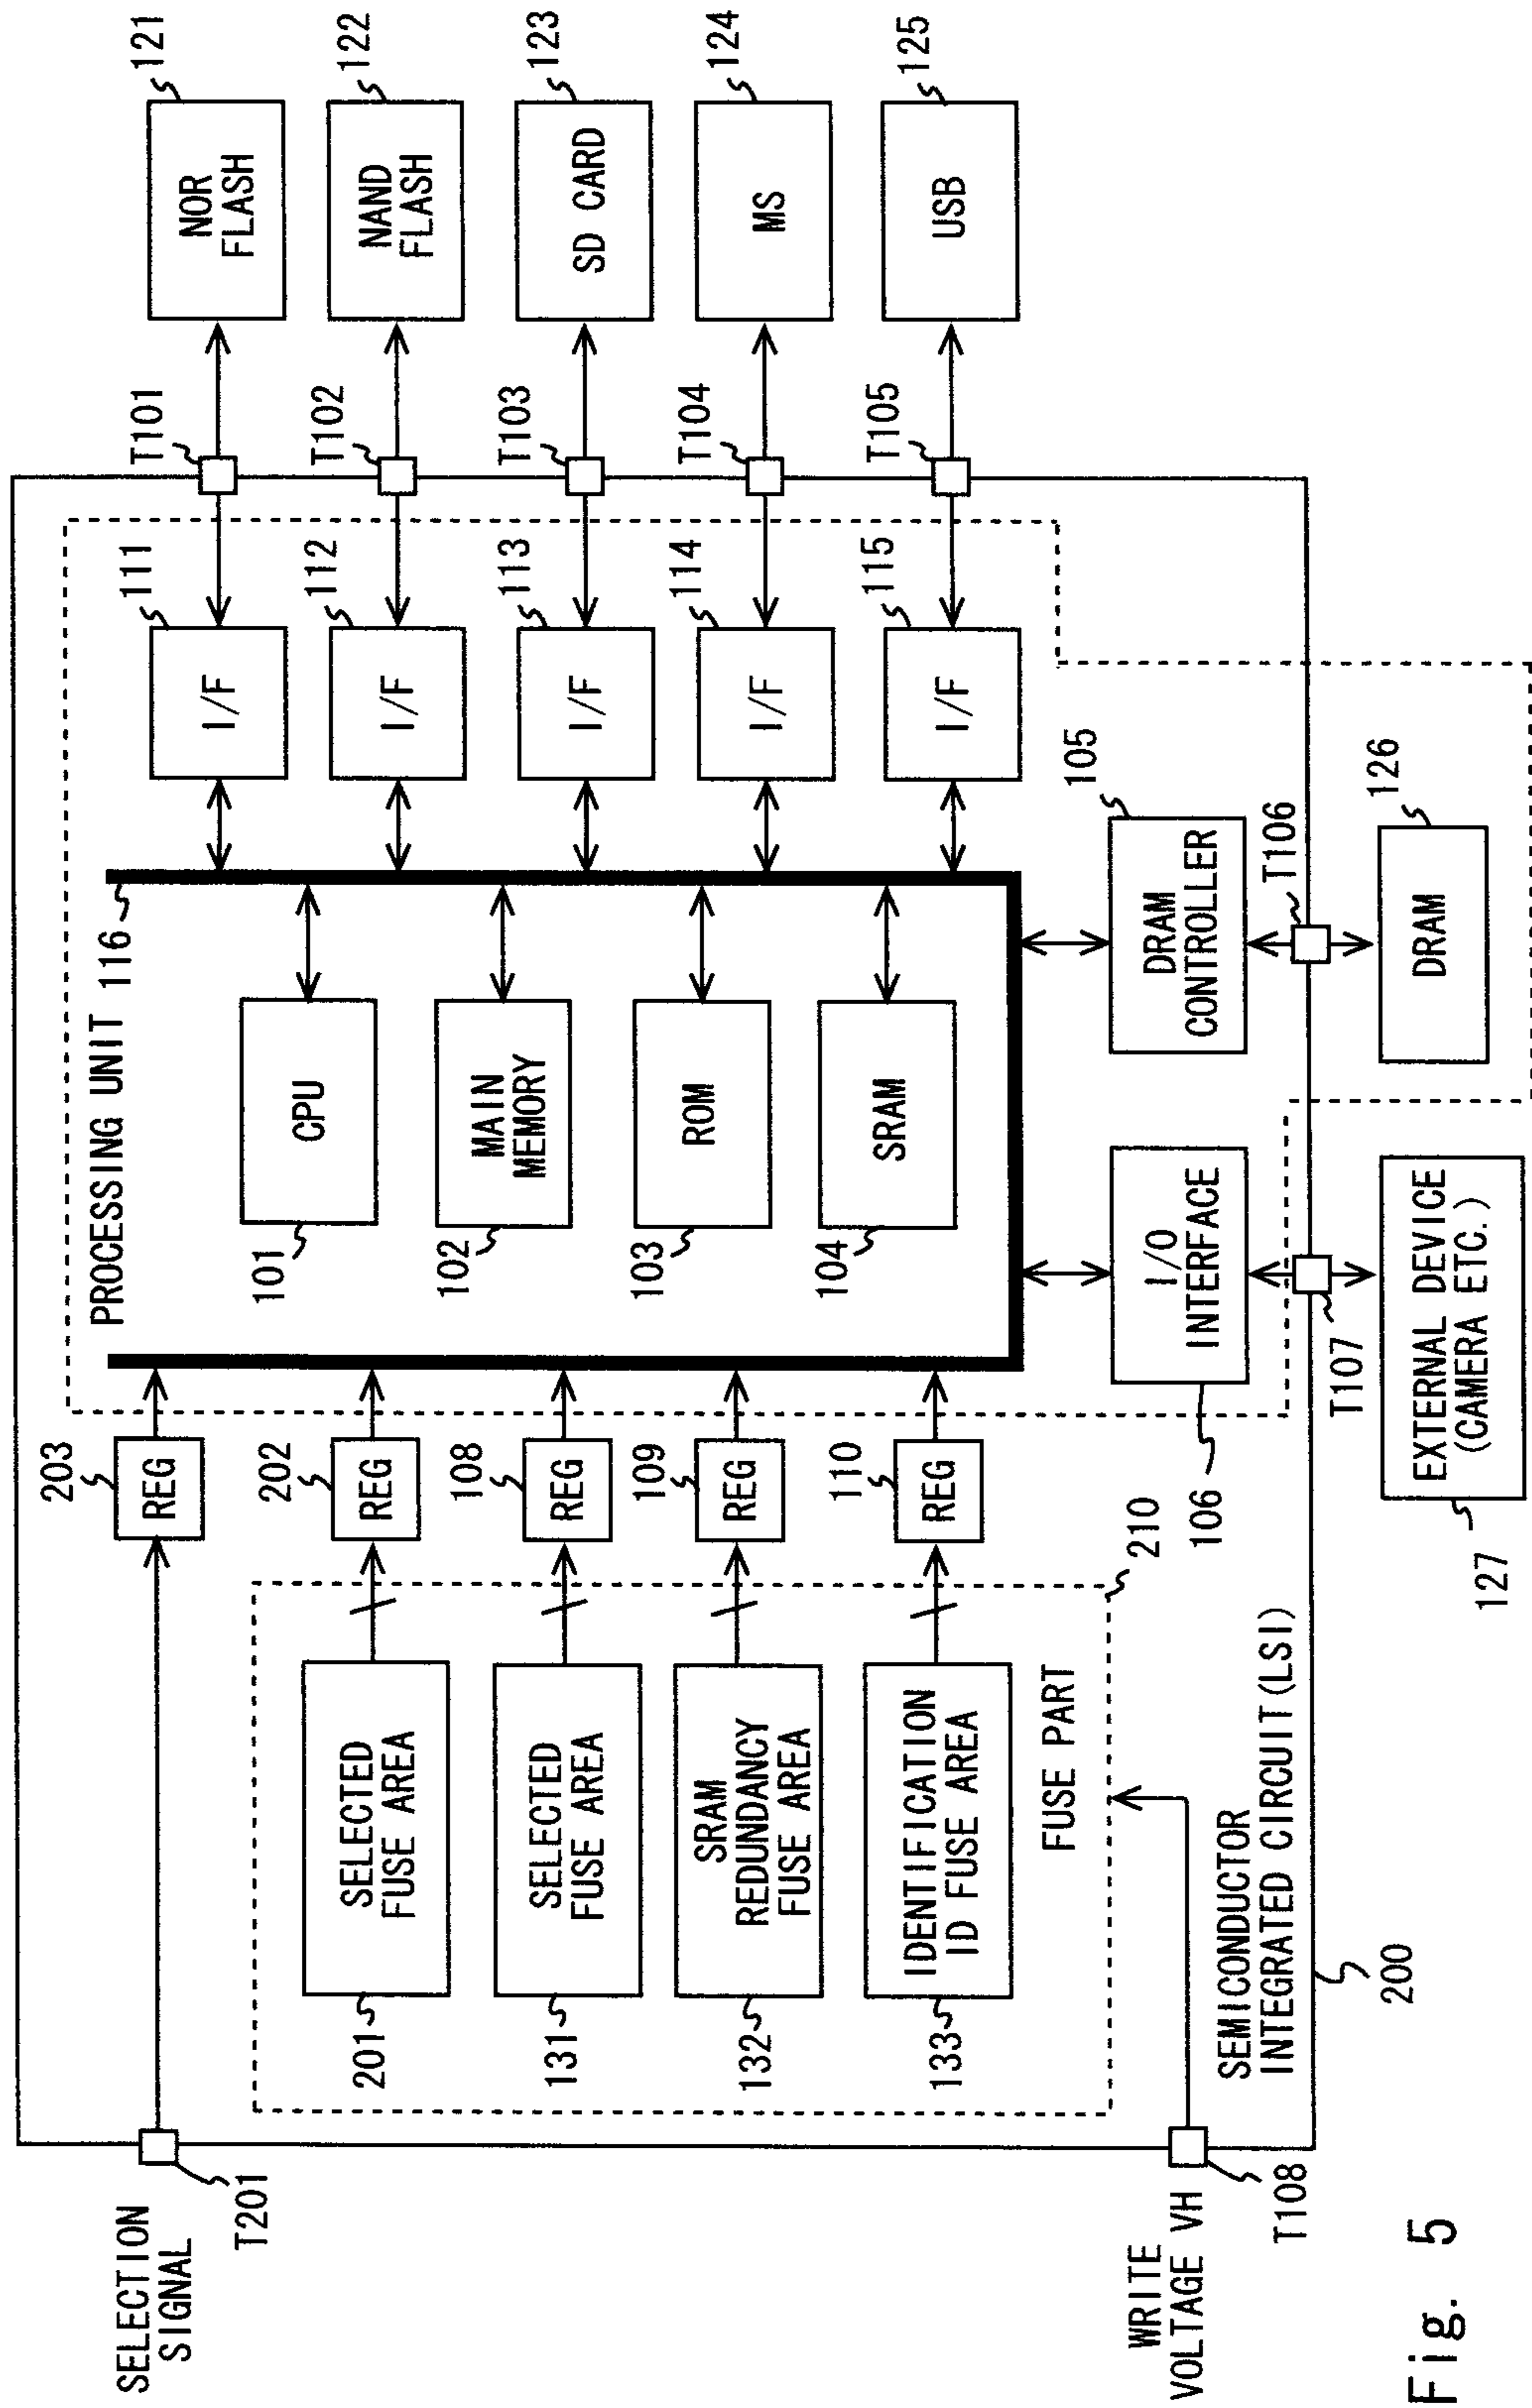 SELECTION
SIGNAL
T201
203
REG
PROCESSING UNIT 116
111
I/F
T101
NOR
FLASH
121
201
SELECTED
FUSE AREA
202
REG
101
CPU
112
I/F
T102
NAND
FLASH
122
131
SELECTED
FUSE AREA
108
REG
102
MAIN
MEMORY
113
I/F
T103
SD CARD
123
132
SRAM
REDUNDANCY
FUSE AREA
109
REG
103
ROM
114
I/F
T104
MS
124
133
IDENTIFICATION
ID FUSE AREA
110
REG
104
SRAM
115
I/F
T105
USB
125
FUSE PART
210
106
I/O
INTERFACE
DRAM
CONTROLLER
105
WRITE
VOLTAGE VH
T108
SEMICONDUCTOR
INTEGRATED CIRCUIT(LSI)
200
T107
T106
127
EXTERNAL DEVICE
(CAMERA ETC.)
DRAM
126
Fig. 5